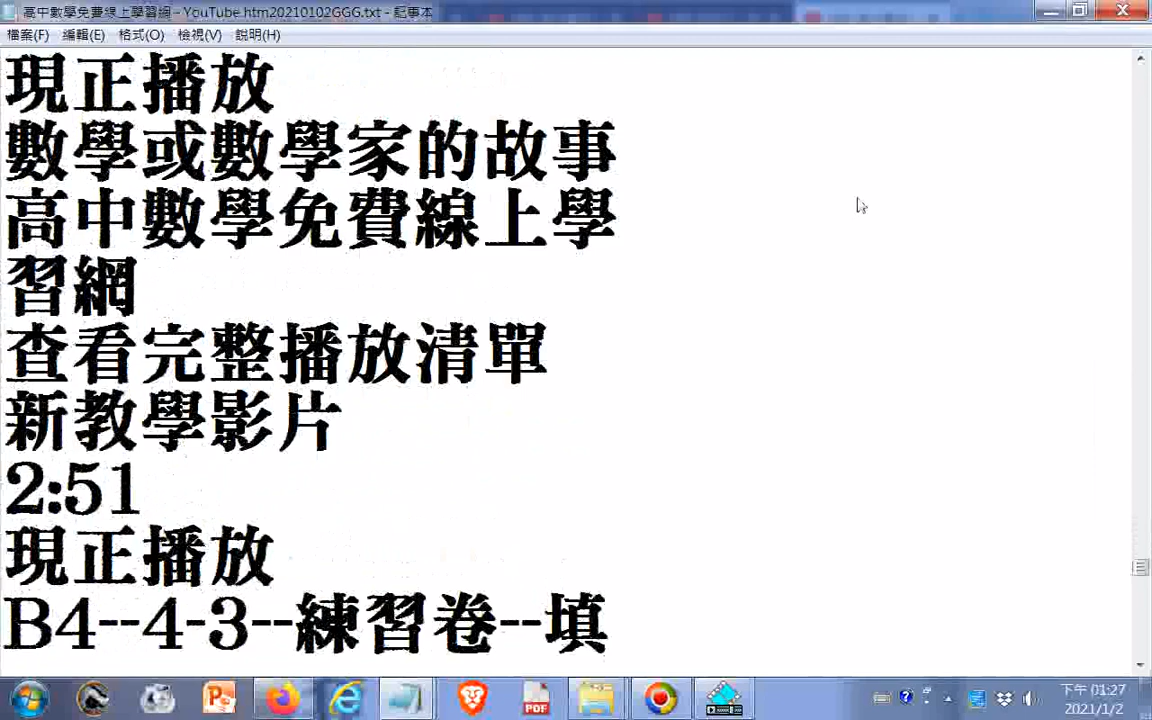 高中數學免費線上學習網 - YouTube.htm20210102GGG.txt - 記事本
檔案(F) 編輯(E) 格式(O) 檢視(V) 說明(H)
現正播放
數學或數學家的故事
高中數學免費線上學
習網
查看完整播放清單
新教學影片
2:51
現正播放
B4--4-3--練習卷--填
PDF
下午 01:27
2021/1/2